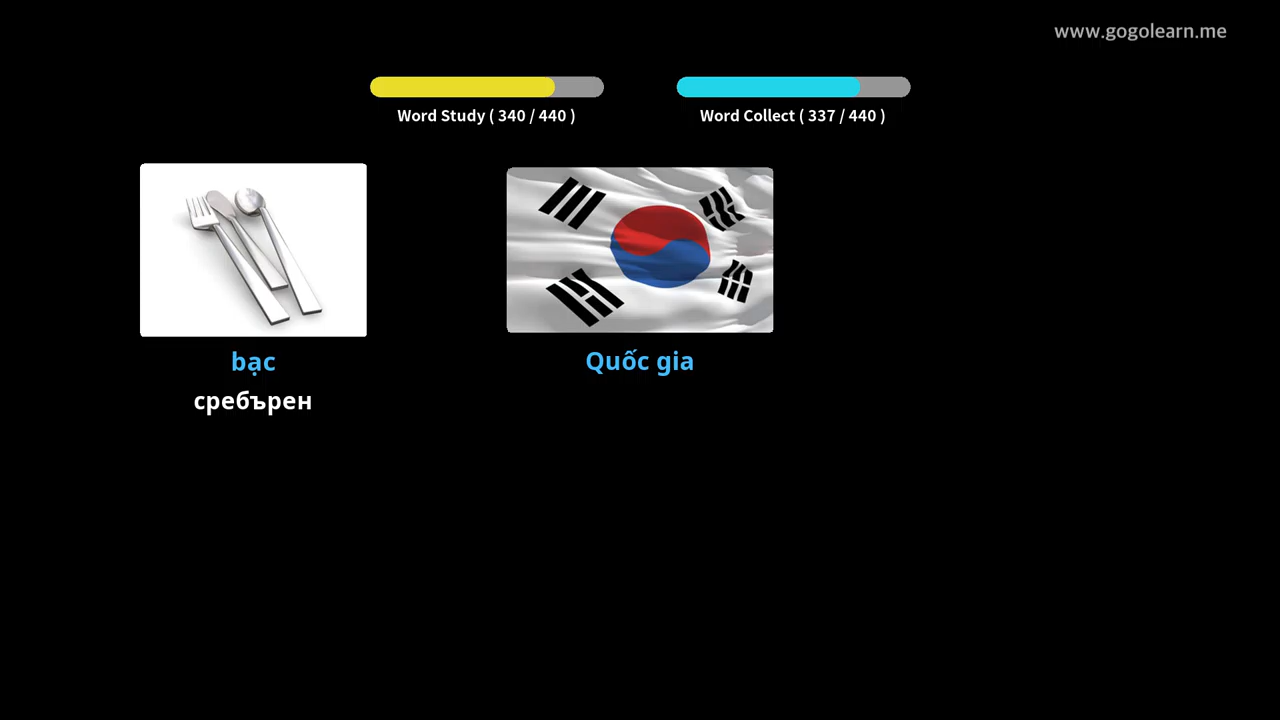 www.gogolearn.me
Word Study ( 340 / 440 )
Word Collect ( 337 / 440 )
bạc
сребърен
Quốc gia